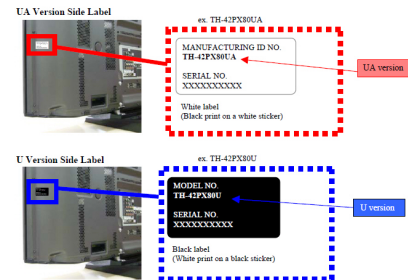 UA Version Side Label
ex. TH-42PX80UA
MANUFACTURING ID NO.
TH-42PX80UA
SERIAL NO.
XXXXXXXXXX
UA version
White label
(Black print on a white sticker)
U Version Side Label
ex. TH-42PX80U
MODEL NO.
TH-42PX80U
SERIAL NO.
XXXXXXXXXX
U version
Black label
(White print on a black sticker)